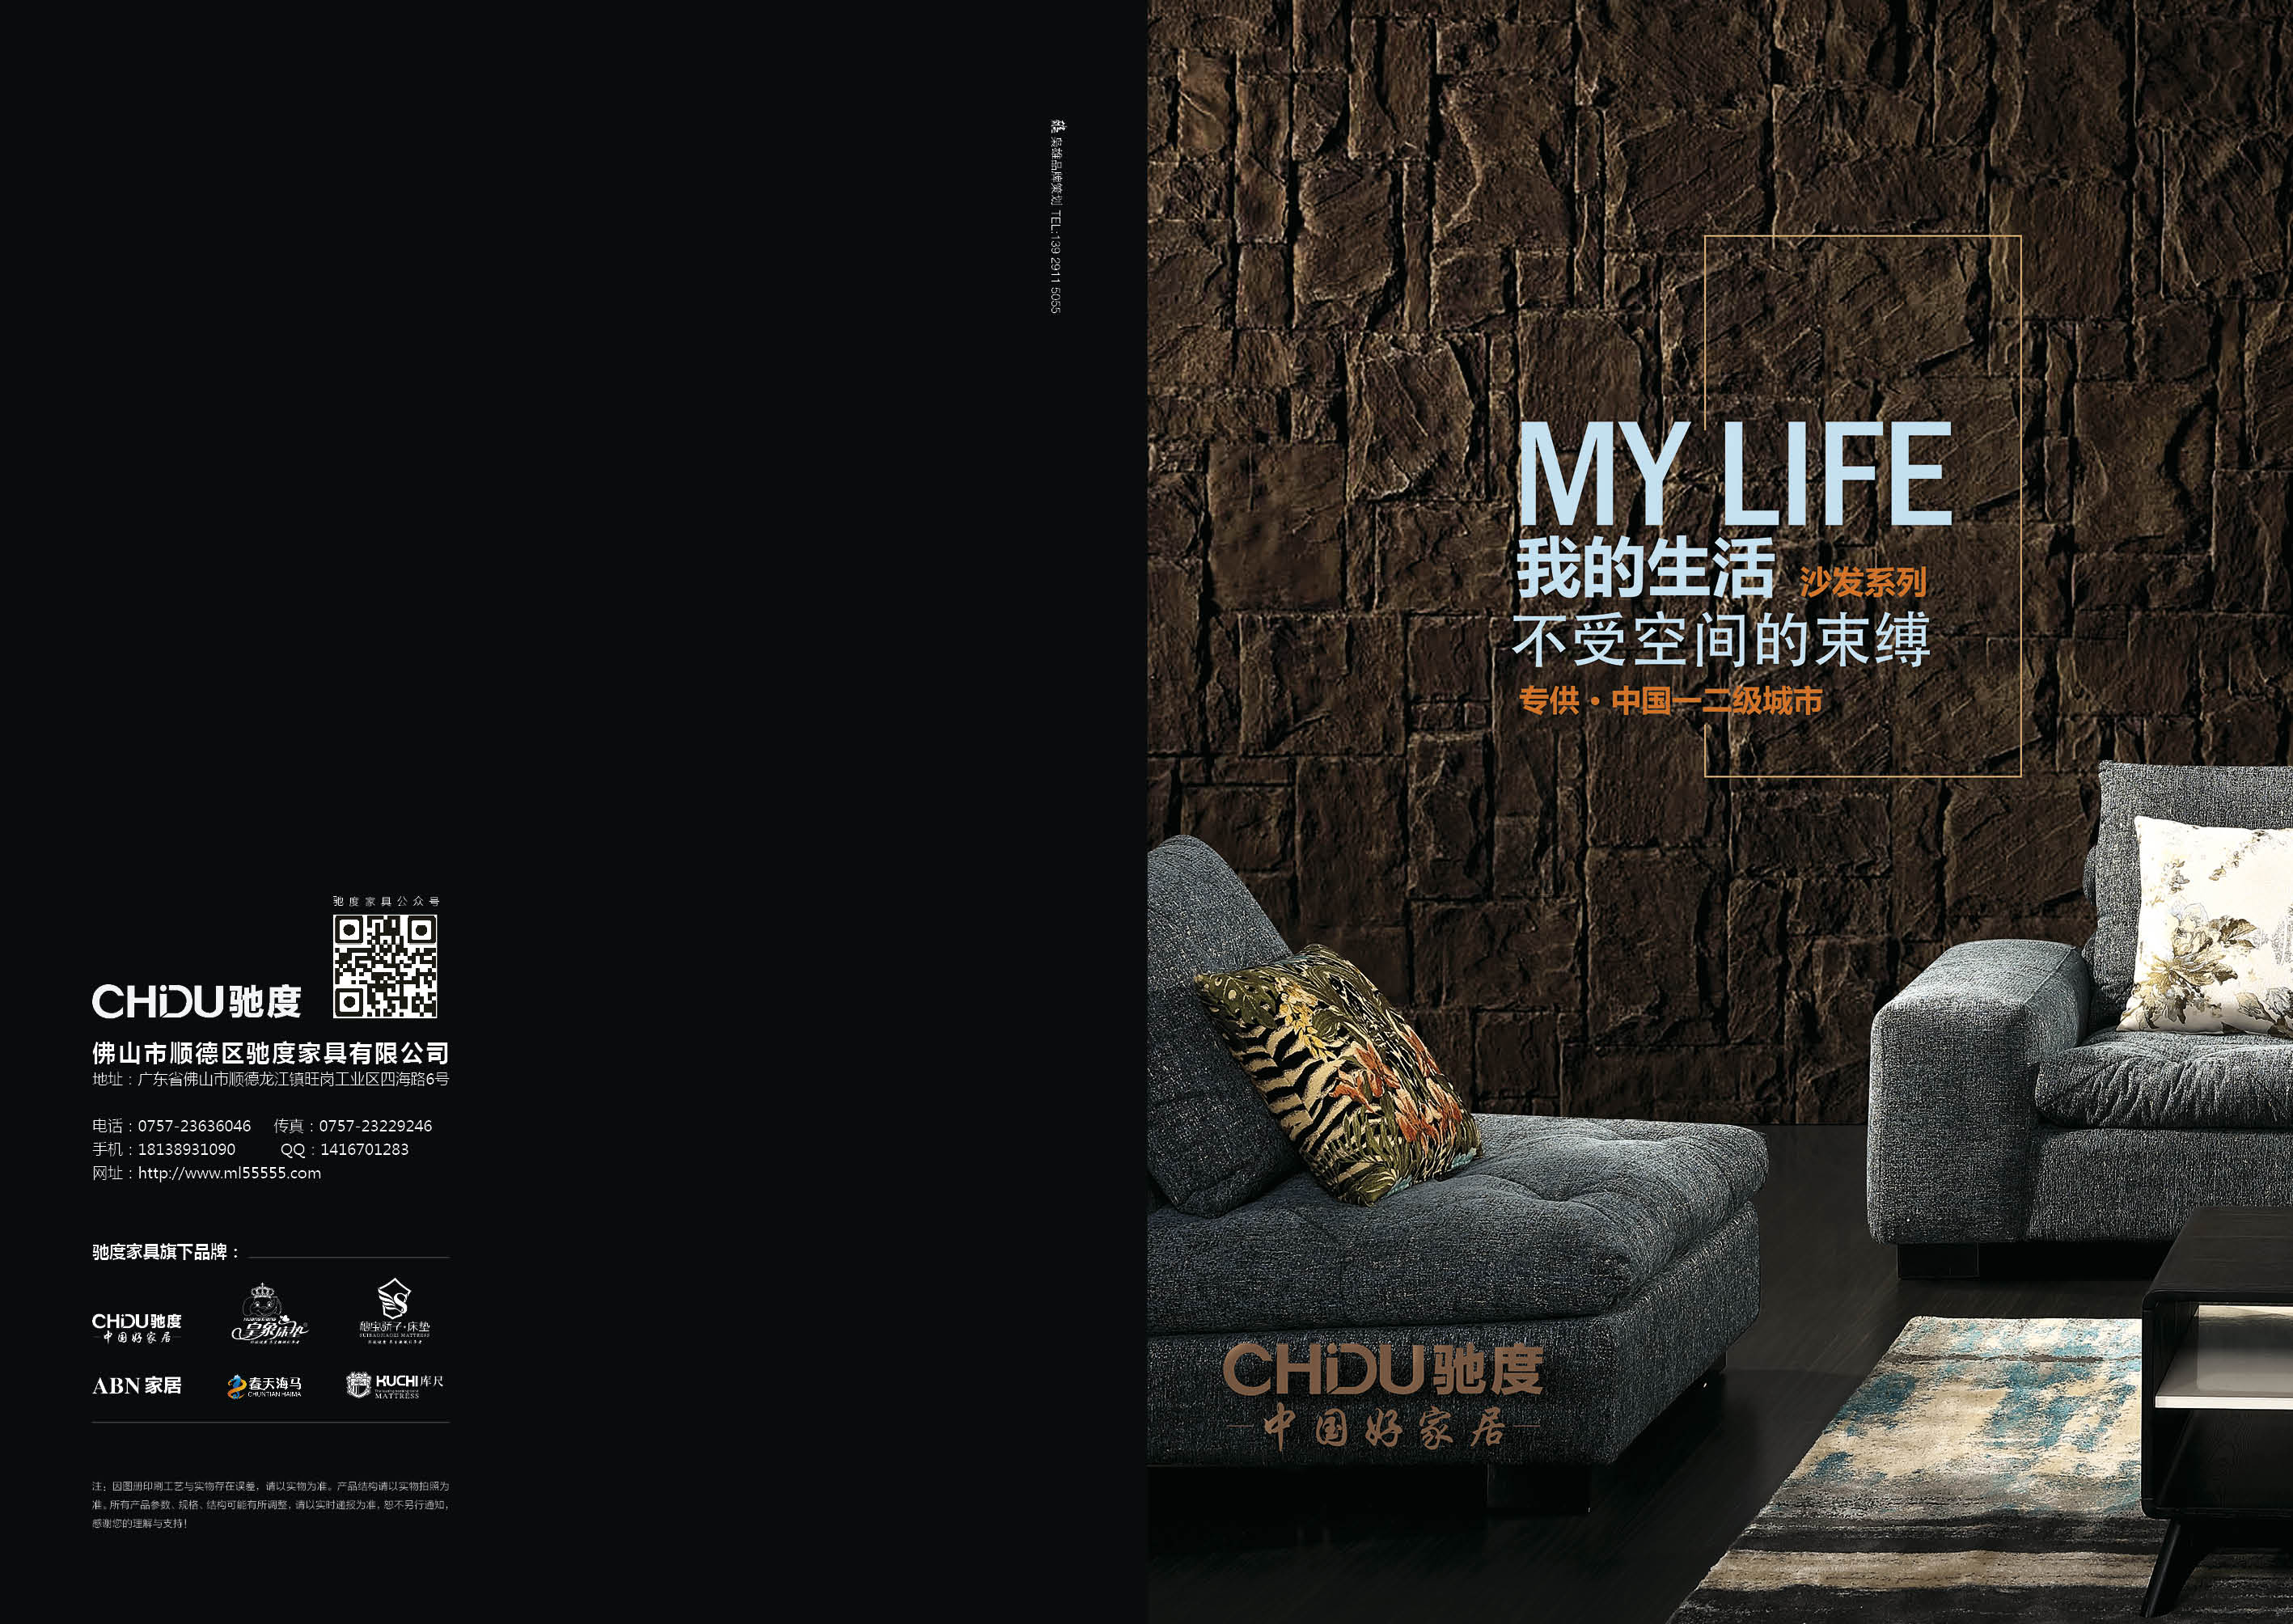 枭雄品牌策划 TEL:139 2911 5055
驰度家具公众号
CHiDU驰度
佛山市顺德区驰度家具有限公司
地址：广东省佛山市顺德龙江镇旺岗工业区四海路6号
电话：0757-23636046 传真：0757-23229246
手机：18138931090 QQ：1416701283
网址：http://www.ml55555.com
驰度家具旗下品牌：
CHiDU驰度
中国好家居
皇象床垫
憩宝骄子·床垫
ABN 家居
春天海马
CHUNTIAN HAIMA
KUCHI库尺
MATTRESS
注：因图册印刷工艺与实物存在误差，请以实物为准。产品结构请以实物拍照为
准。所有产品参数、规格、结构可能有所调整，请以实时递报为准，恕不另行通知，
感谢您的理解与支持！
MY LIFE
我的生活 沙发系列
不受空间的束缚
专供·中国一二级城市
CHiDU驰度
中国好家居